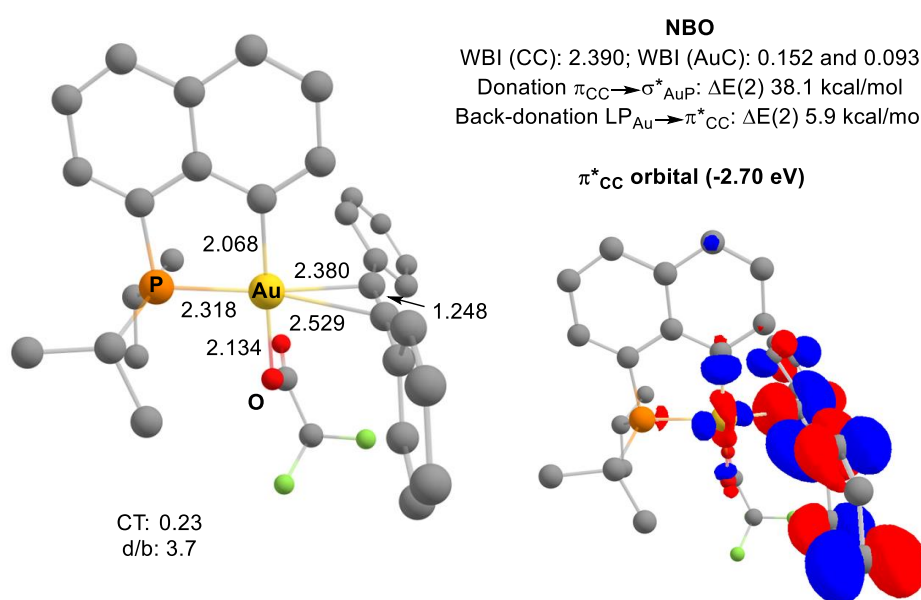 NBO
WBI (CC): 2.390; WBI (AuC): 0.152 and 0.093
Donation πCC→σ*AuP: ΔE(2) 38.1 kcal/mol
Back-donation LPAu→π*CC: ΔE(2) 5.9 kcal/mo
π*CC orbital (-2.70 eV)
2.068
2.380
P
Au
1.248
2.318
2.529
2.134
O
CT: 0.23
d/b: 3.7